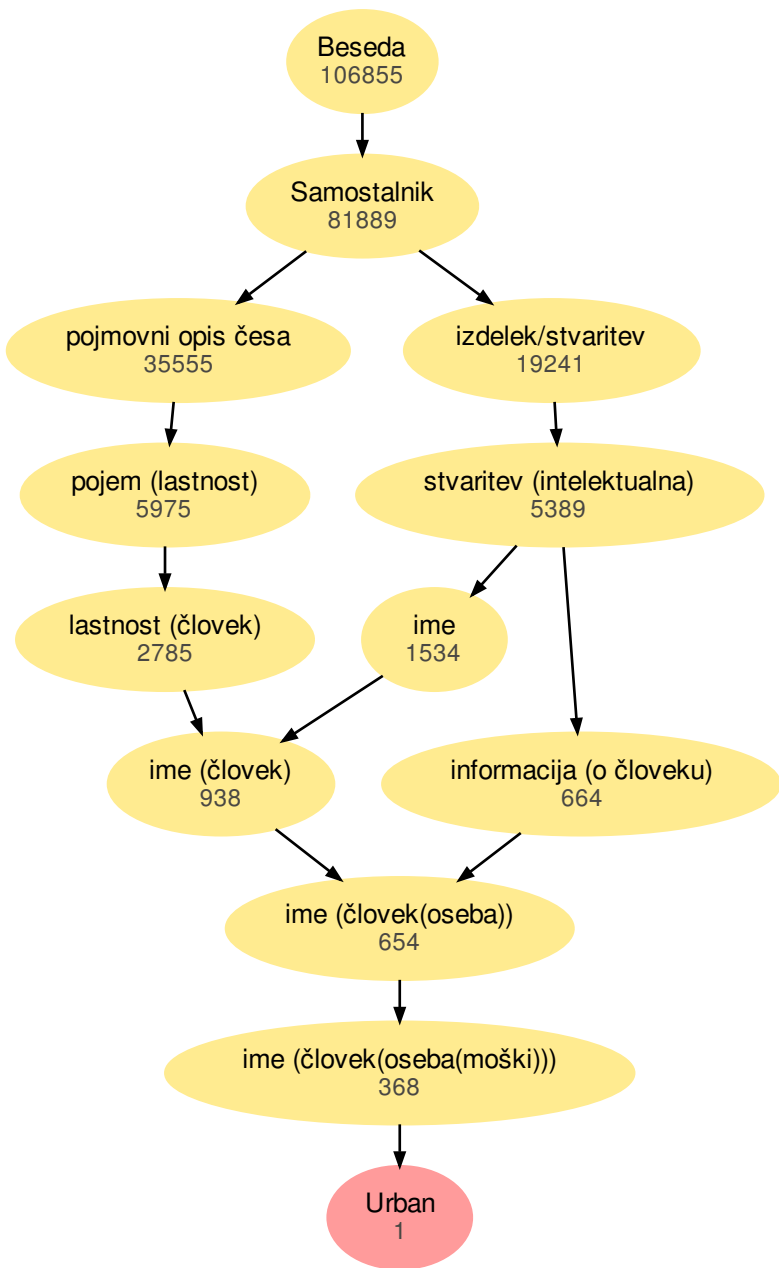 Beseda
106855
Samostalnik
81889
pojmovni opis česa
35555
izdelek/stvaritev
19241
pojem (lastnost)
5975
stvaritev (intelektualna)
5389
lastnost (človek)
2785
ime
1534
ime (človek)
938
informacija (o človeku)
664
ime (človek(oseba))
654
ime (človek(oseba(moški)))
368
Urban
1